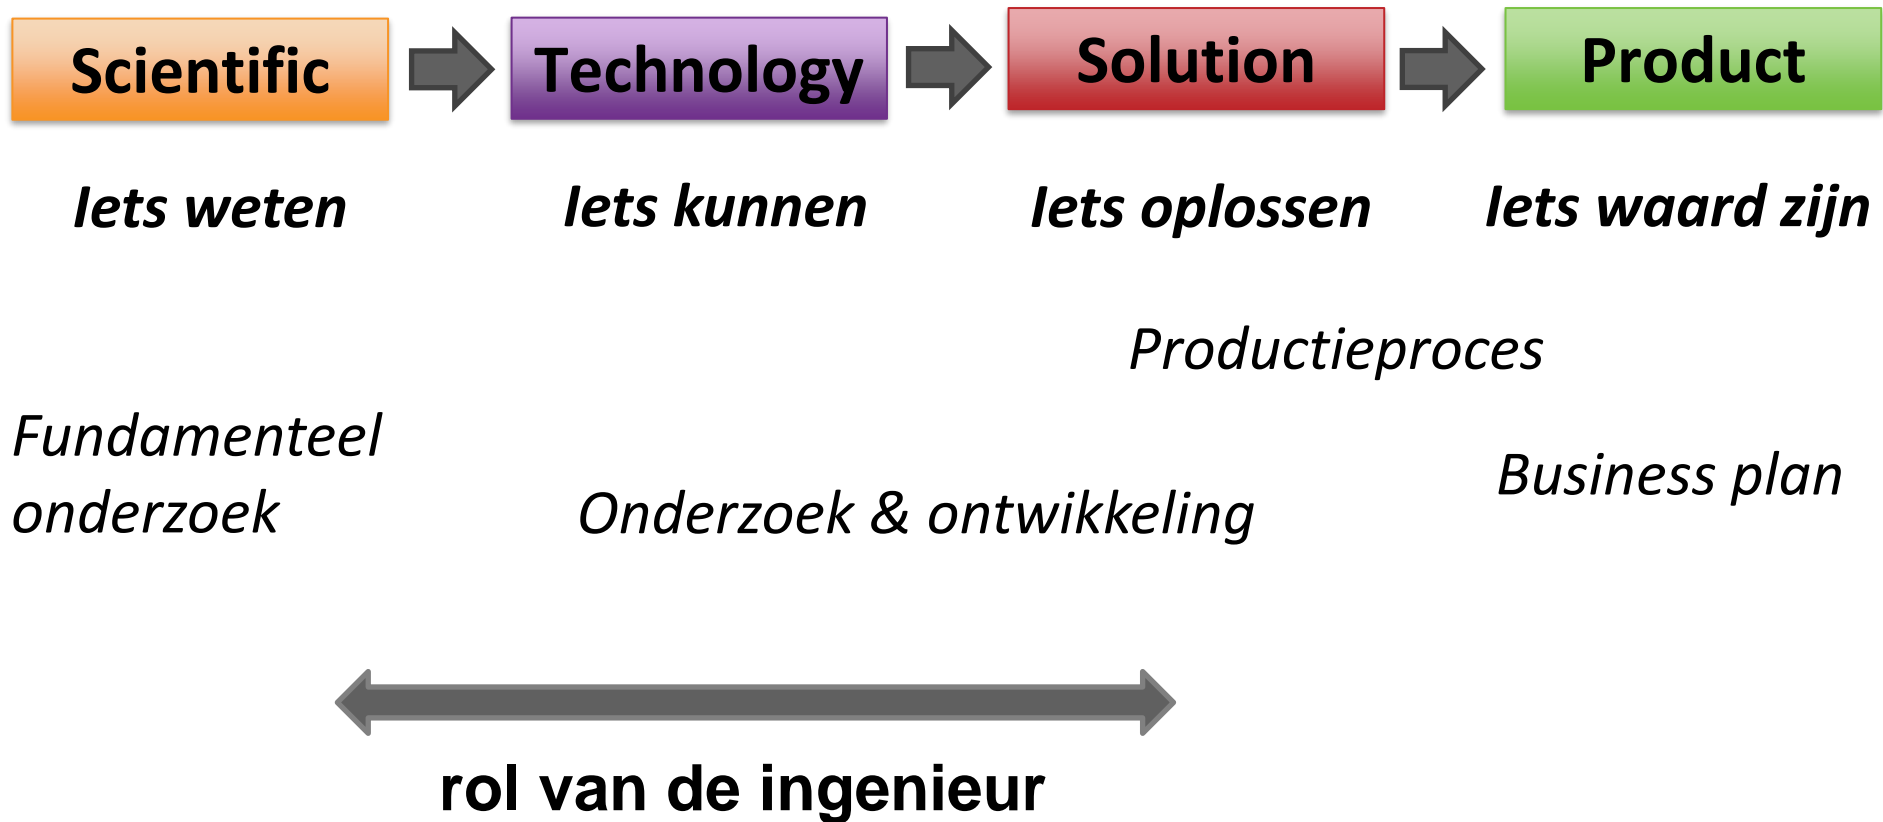 Scientific
Technology
Solution
Product
Iets weten
Iets kunnen
Iets oplossen
Iets waard zijn
Productieproces
Fundamenteel
onderzoek
Business plan
Onderzoek & ontwikkeling
rol van de ingenieur